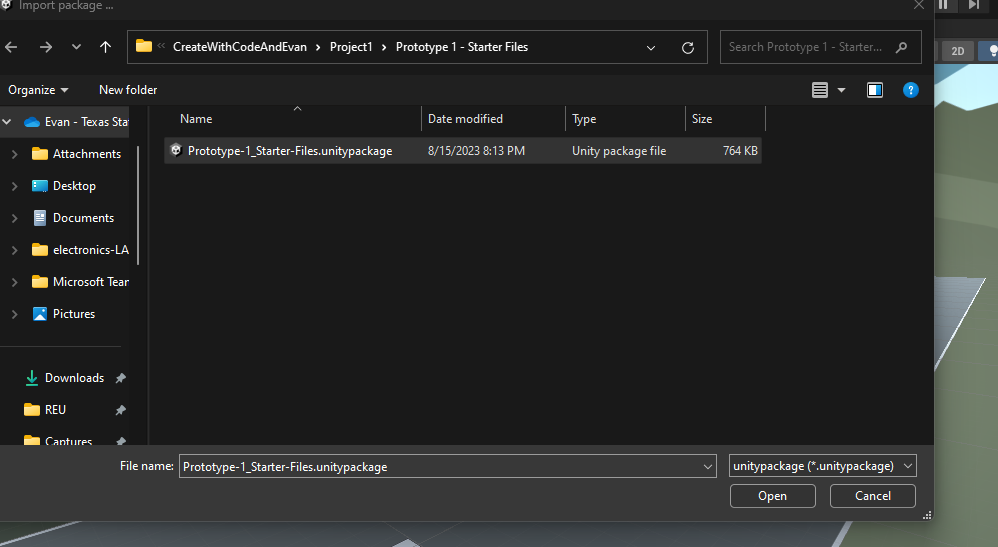 Import package ...
CreateWithCodeAndEvan > Project1 > Prototype 1 - Starter Files
Search Prototype 1 - Starter...
2D
Organize
New folder
Name
Date modified
Type
Size
Evan - Texas Sta
Prototype-1_Starter-Files.unitypackage
8/15/2023 8:13 PM
Unity package file
764 KB
Attachments
Desktop
Documents
electronics-LA
Microsoft Tean
Pictures
Downloads
REU
Captures
File name:
Prototype-1_Starter-Files.unitypackage
unitypackage (*.unitypackage)
Open
Cancel